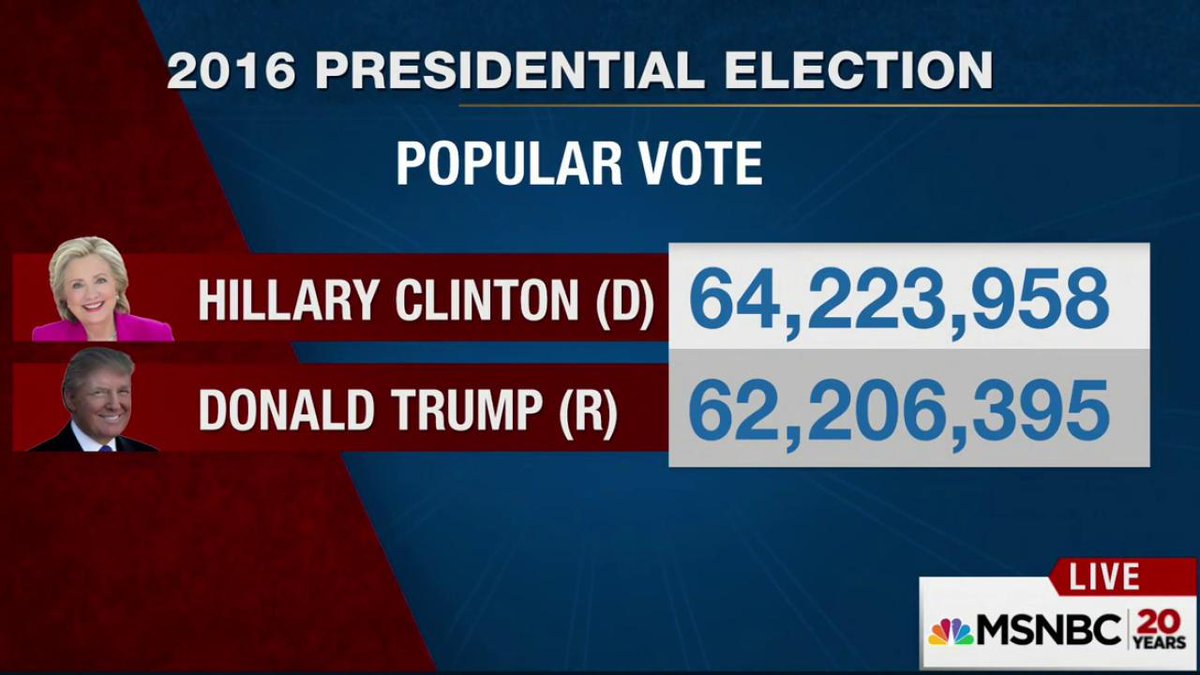 2016 PRESIDENTIAL ELECTION
POPULAR VOTE
HILLARY CLINTON (D) 64,223,958
DONALD TRUMP (R) 62,206,395
LIVE
MSNBC 20 YEARS